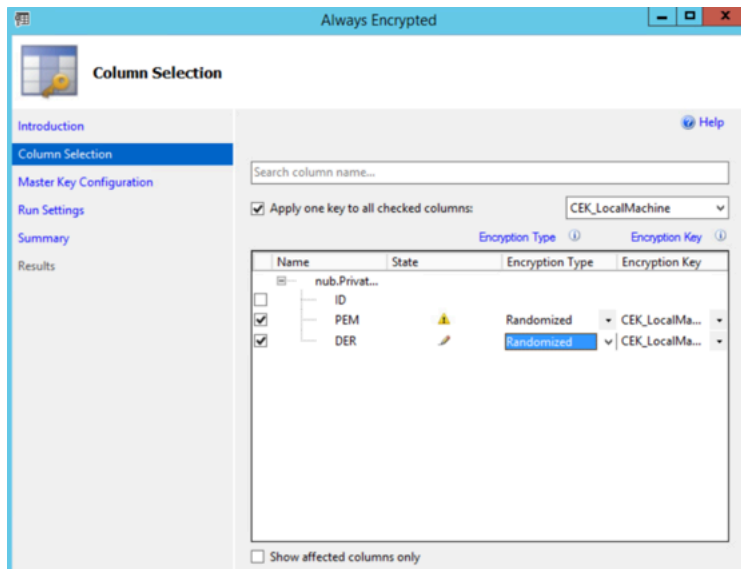 Always Encrypted
Column Selection
Introduction
Column Selection
Master Key Configuration
Run Settings
Summary
Results
Help
Search column name...
Apply one key to all checked columns:
CEK_LocalMachine
Encryption Type
Encryption Key
Name State Encryption Type Encryption Key
nub.Privat...
ID
PEM Randomized CEK_LocalMa...
DER Randomized CEK_LocalMa...
Show affected columns only